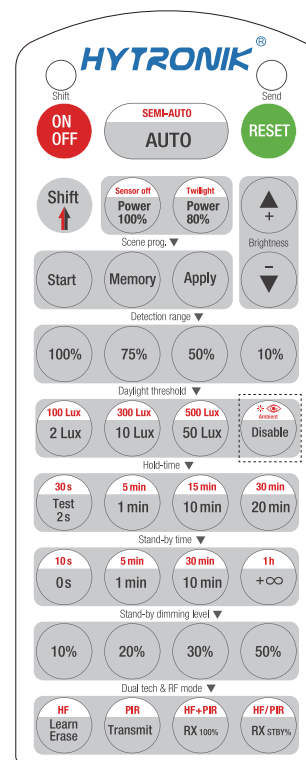 HYTRONIK®
Shift
Send
ON
OFF
SEMI-AUTO
AUTO
RESET
Shift
Sensor off
Power
100%
Twilight
Power
80%
+
Brightness
−
Scene prog. ▼
Start Memory Apply
Detection range ▼
100% 75% 50% 10%
Daylight threshold ▼
100 Lux 300 Lux 500 Lux Ambient
2 Lux 10 Lux 50 Lux Disable
Hold-time ▼
30 s 5 min 15 min 30 min
Test
2 s
1 min 10 min 20 min
Stand-by time ▼
10 s 5 min 30 min 1 h
0 s 1 min 10 min +∞
Stand-by dimming level ▼
10% 20% 30% 50%
Dual tech & RF mode ▼
HF PIR HF+PIR HF/PIR
Learn
Erase
Transmit RX 100% RX STBY%